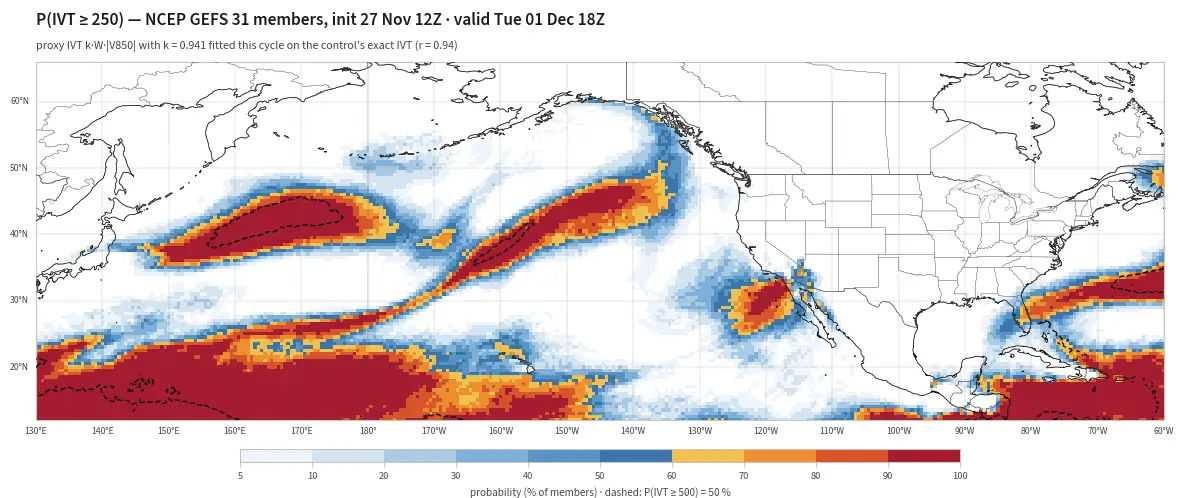 P(IVT ≥ 250) — NCEP GEFS 31 members, init 27 Nov 12Z · valid Tue 01 Dec 18Z
proxy IVT k·W·|V850| with k = 0.941 fitted this cycle on the control's exact IVT (r = 0.94)
60°N
50°N
40°N
30°N
20°N
130°E 140°E 150°E 160°E 170°E 180° 170°W 160°W 150°W 140°W 130°W 120°W 110°W 100°W 90°W 80°W 70°W 60°W
5 10 20 30 40 50 60 70 80 90 100
probability (% of members) · dashed: P(IVT ≥ 500) = 50 %